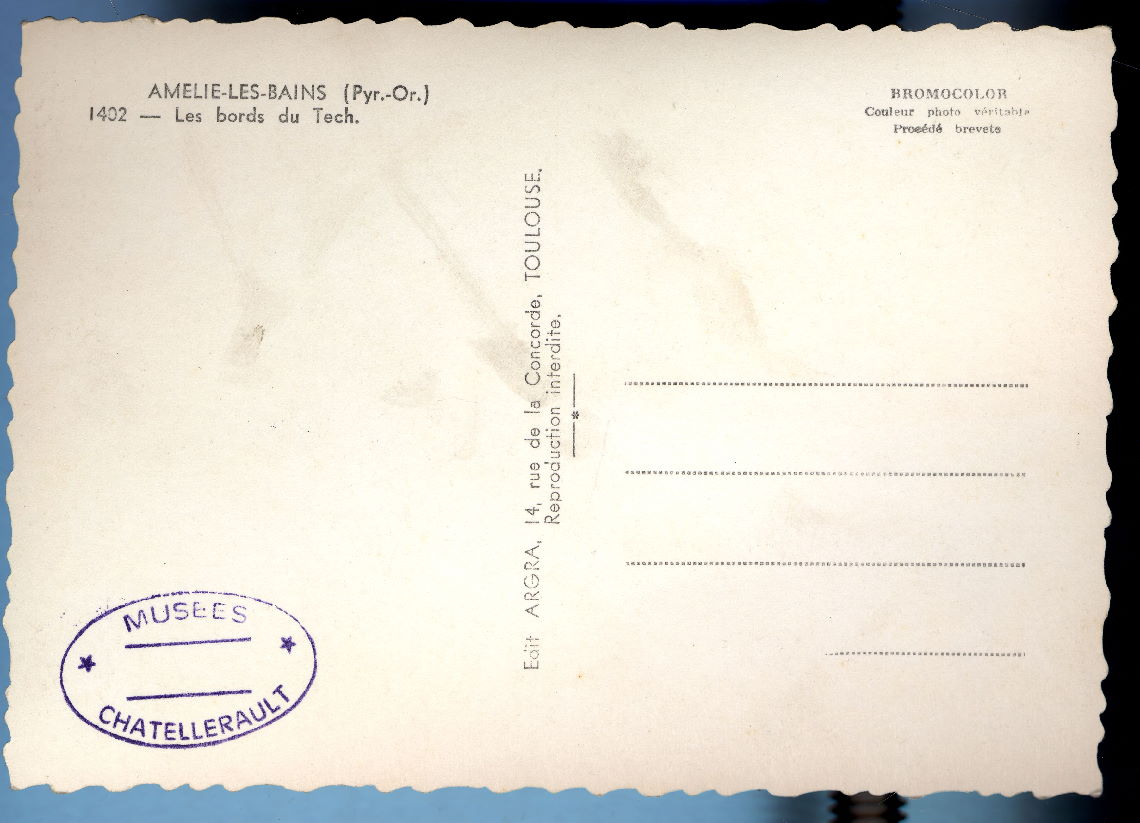 AMELIE-LES-BAINS (Pyr.-Or.)
1402 — Les bords du Tech.
BROMOCOLOR
Couleur photo véritable
Procédé brevete
Edit ARGRA, 14, rue de la Concorde, TOULOUSE.
Reproduction interdite.
MUSEES
CHATELLERAULT